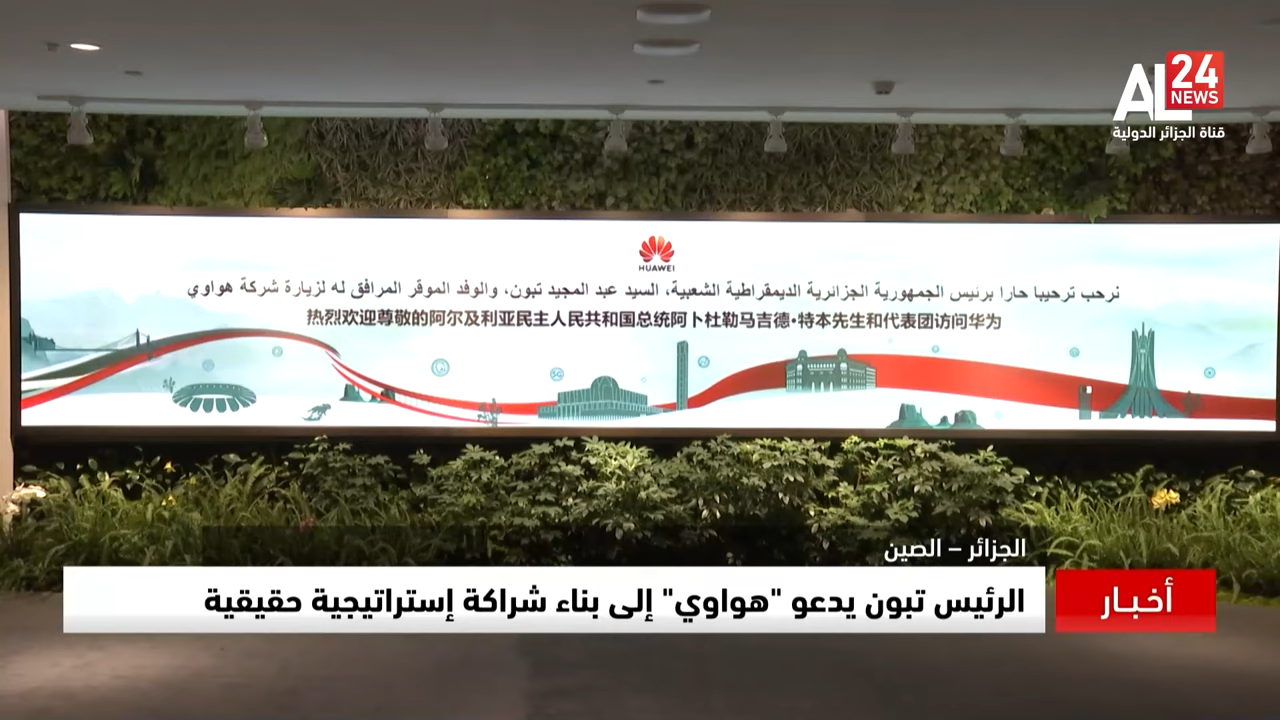 AL
24
NEWS
قناة الجزائر الدولية
HUAWEI
نرحب ترحيبا حارا برئيس الجمهورية الجزائرية الديمقراطية الشعبية، السيد عبد المجيد تبون، والوفد الموقر المرافق له لزيارة شركة هواوي
热烈欢迎尊敬的阿尔及利亚民主人民共和国总统阿卜杜勒马吉德·特本先生和代表团访问华为
5G
الجزائر – الصين
أخبار
الرئيس تبون يدعو "هواوي" إلى بناء شراكة إستراتيجية حقيقية